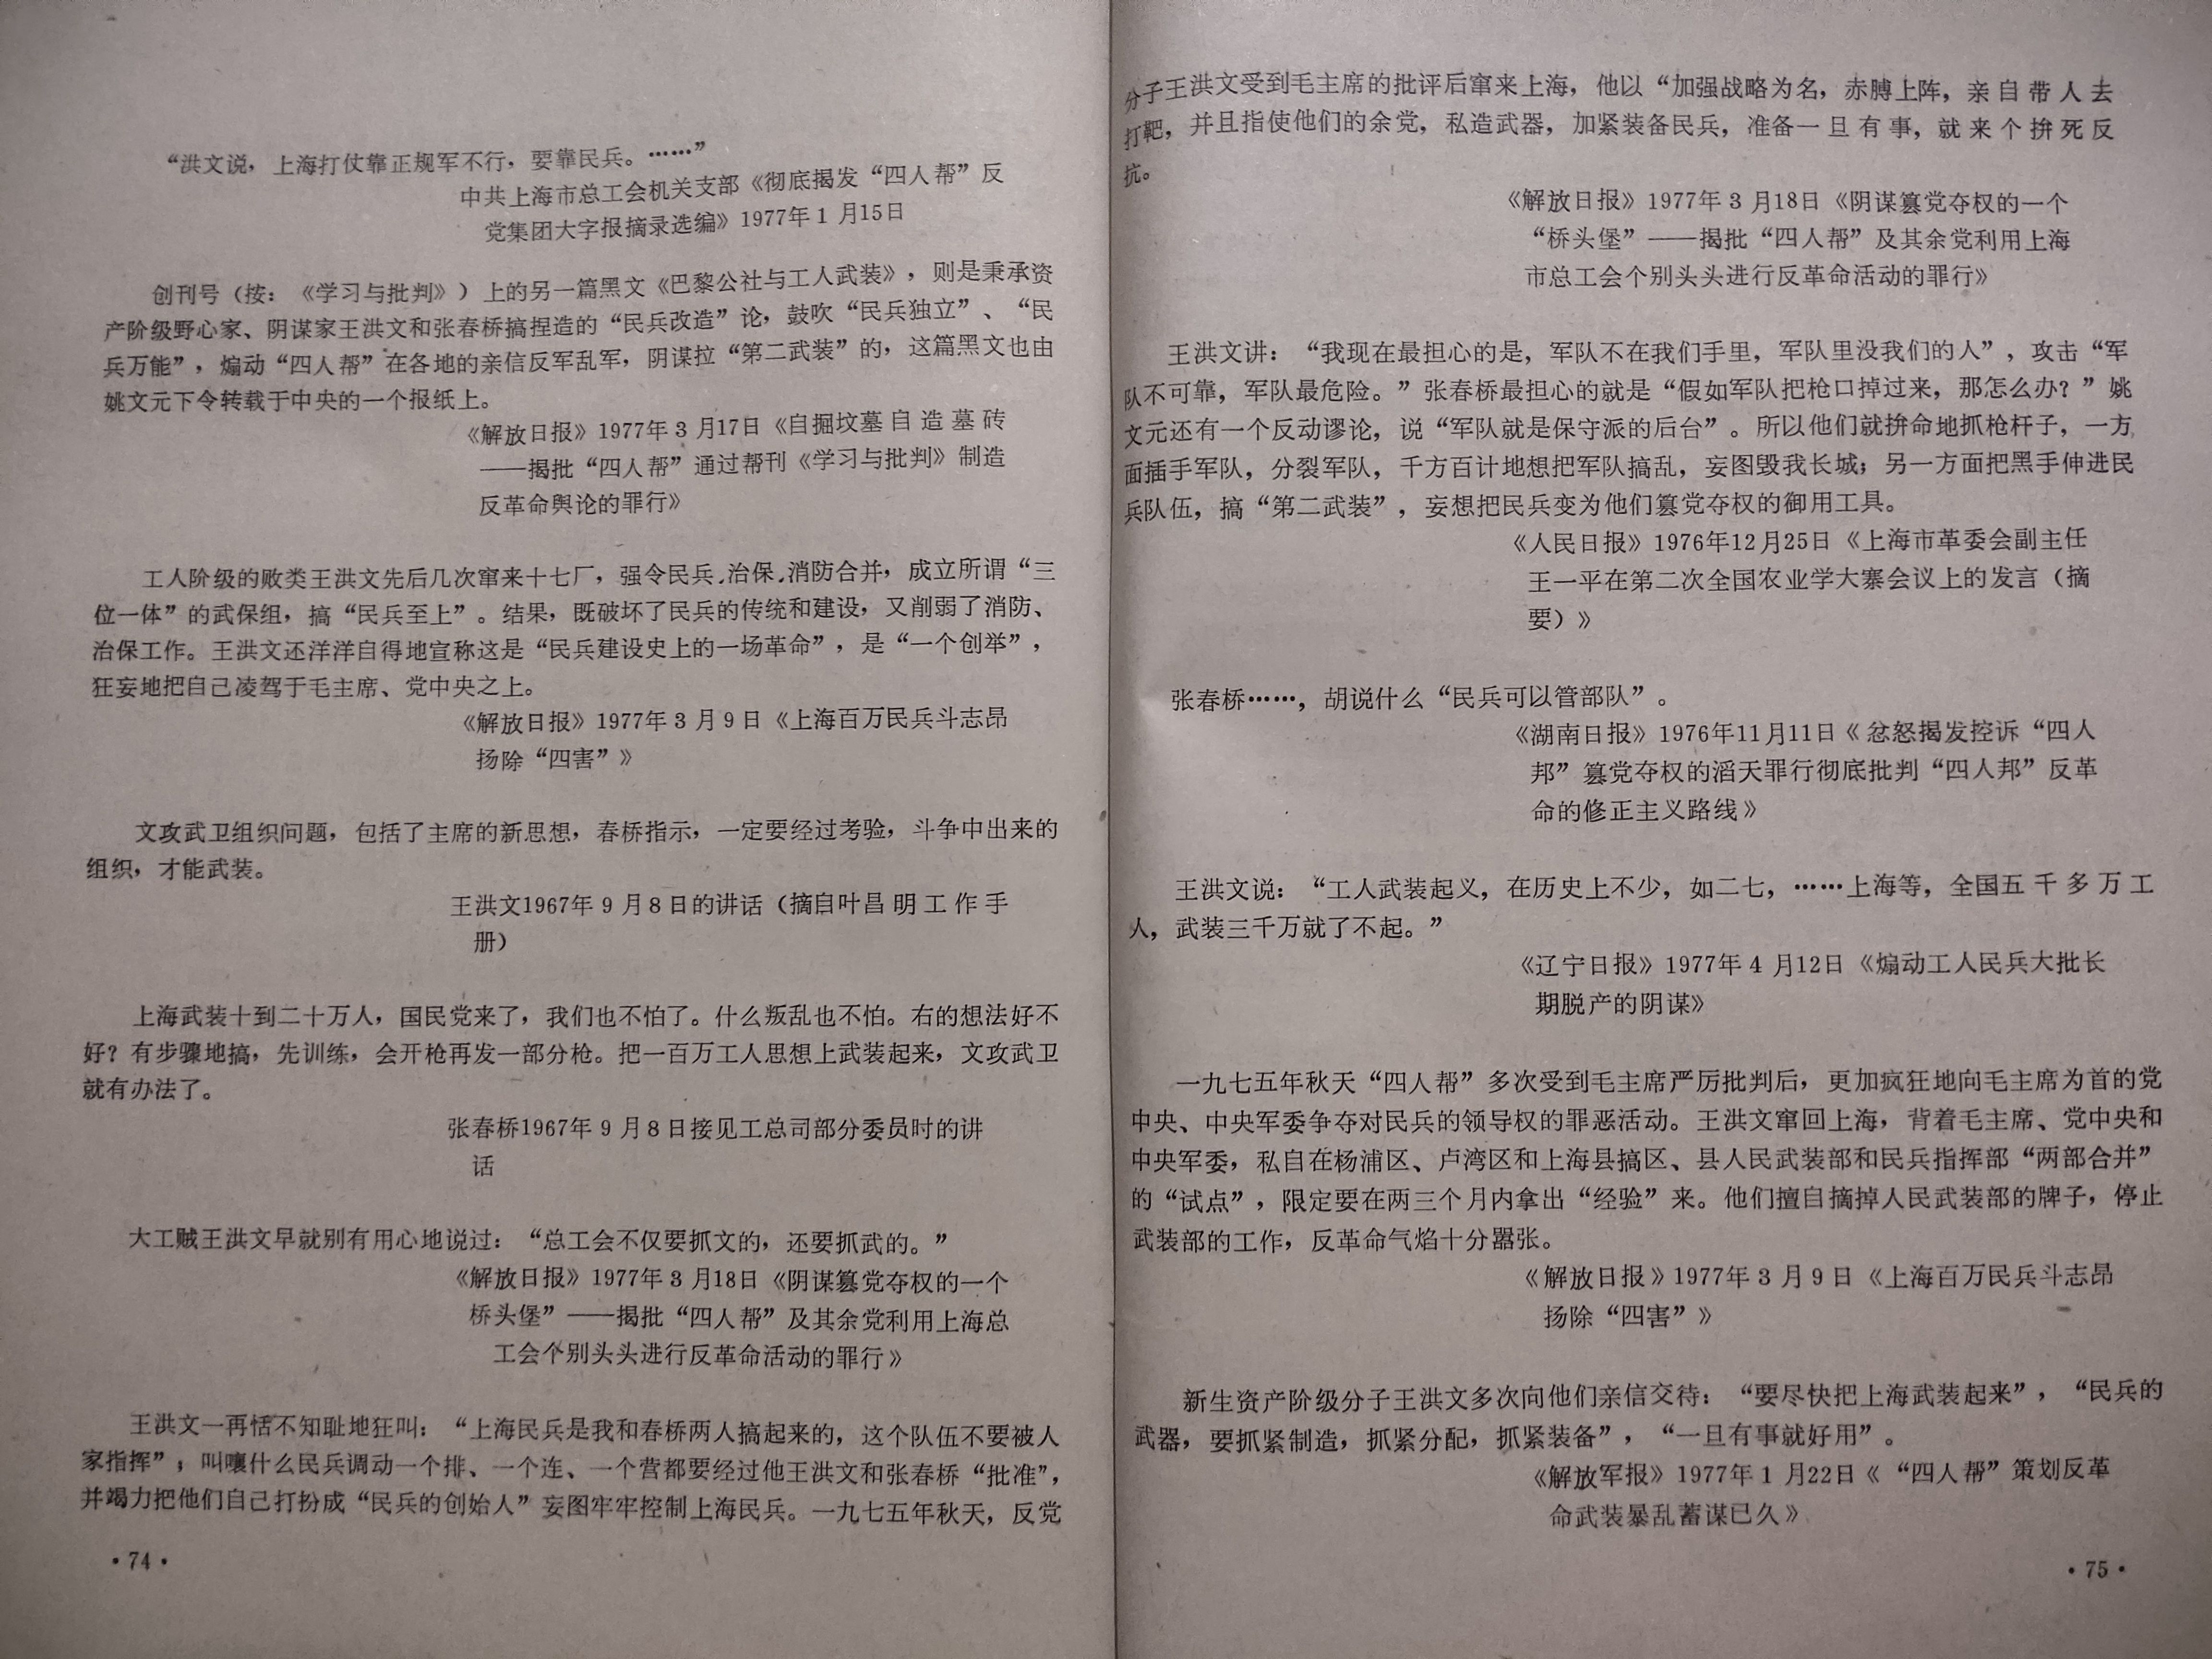 “洪文说，上海打仗靠正规军不行，要靠民兵。……”
中共上海市总工会机关支部《彻底揭发“四人帮”反
党集团大字报摘录选编》1977年1月15日
创刊号（按：《学习与批判》）上的另一篇黑文《巴黎公社与工人武装》，则是秉承资
产阶级野心家、阴谋家王洪文和张春桥搞捏造的“民兵改造”论，鼓吹“民兵独立”、“民
兵万能”，煽动“四人帮”在各地的亲信反军乱军，阴谋拉“第二武装”的，这篇黑文也由
姚文元下令转载于中央的一个报纸上。
《解放日报》1977年3月17日《自掘坟墓自造墓砖
——揭批“四人帮”通过帮刊《学习与批判》制造
反革命舆论的罪行》
工人阶级的败类王洪文先后几次窜来十七厂，强令民兵．治保．消防合并，成立所谓“三
位一体”的武保组，搞“民兵至上”。结果，既破坏了民兵的传统和建设，又削弱了消防、
治保工作。王洪文还洋洋自得地宣称这是“民兵建设史上的一场革命”，是“一个创举”，
狂妄地把自己凌驾于毛主席、党中央之上。
《解放日报》1977年3月9日《上海百万民兵斗志昂
扬除“四害”》
文攻武卫组织问题，包括了主席的新思想，春桥指示，一定要经过考验，斗争中出来的
组织，才能武装。
王洪文1967年9月8日的讲话（摘自叶昌明工作手
册）
上海武装十到二十万人，国民党来了，我们也不怕了。什么叛乱也不怕。右的想法好不
好？有步骤地搞，先训练，会开枪再发一部分枪。把一百万工人思想上武装起来，文攻武卫
就有办法了。
张春桥1967年9月8日接见工总司部分委员时的讲
话
大工贼王洪文早就别有用心地说过：“总工会不仅要抓文的，还要抓武的。”
《解放日报》1977年3月18日《阴谋篡党夺权的一个
桥头堡”——揭批“四人帮”及其余党利用上海总
工会个别头头进行反革命活动的罪行》
王洪文一再恬不知耻地狂叫：“上海民兵是我和春桥两人搞起来的，这个队伍不要被人
家指挥”；叫嚷什么民兵调动一个排、一个连、一个营都要经过他王洪文和张春桥“批准”，
并竭力把他们自己打扮成“民兵的创始人”妄图牢牢控制上海民兵。一九七五年秋天，反党
·74·
分子王洪文受到毛主席的批评后窜来上海，他以“加强战略为名，赤膊上阵，亲自带人去
打靶，并且指使他们的余党，私造武器，加紧装备民兵，准备一旦有事，就来个拚死反
抗。
《解放日报》1977年3月18日《阴谋篡党夺权的一个
“桥头堡”——揭批“四人帮”及其余党利用上海
市总工会个别头头进行反革命活动的罪行》
王洪文讲：“我现在最担心的是，军队不在我们手里，军队里没我们的人”，攻击“军
队不可靠，军队最危险。”张春桥最担心的就是“假如军队把枪口掉过来，那怎么办？”姚
文元还有一个反动谬论，说“军队就是保守派的后台”。所以他们就拚命地抓枪杆子，一方
面插手军队，分裂军队，千方百计地想把军队搞乱，妄图毁我长城；另一方面把黑手伸进民
兵队伍，搞“第二武装”，妄想把民兵变为他们篡党夺权的御用工具。
《人民日报》1976年12月25日《上海市革委会副主任
王一平在第二次全国农业学大寨会议上的发言（摘
要）》
张春桥……，胡说什么“民兵可以管部队”。
《湖南日报》1976年11月11日《忿怒揭发控诉“四人
邦”篡党夺权的滔天罪行彻底批判“四人邦”反革
命的修正主义路线》
王洪文说：“工人武装起义，在历史上不少，如二七，……上海等，全国五千多万工
人，武装三千万就了不起。”
《辽宁日报》1977年4月12日《煽动工人民兵大批长
期脱产的阴谋》
一九七五年秋天“四人帮”多次受到毛主席严厉批判后，更加疯狂地向毛主席为首的党
中央、中央军委争夺对民兵的领导权的罪恶活动。王洪文窜回上海，背着毛主席、党中央和
中央军委，私自在杨浦区、卢湾区和上海县搞区、县人民武装部和民兵指挥部“两部合并”
的“试点”，限定要在两三个月内拿出“经验”来。他们擅自摘掉人民武装部的牌子，停止
武装部的工作，反革命气焰十分嚣张。
《解放日报》1977年3月9日《上海百万民兵斗志昂
扬除“四害”》
新生资产阶级分子王洪文多次向他们亲信交待：“要尽快把上海武装起来”，“民兵的
武器，要抓紧制造，抓紧分配，抓紧装备”，“一旦有事就好用”。
《解放军报》1977年1月22日《“四人帮”策划反革
命武装暴乱蓄谋已久》
·75·